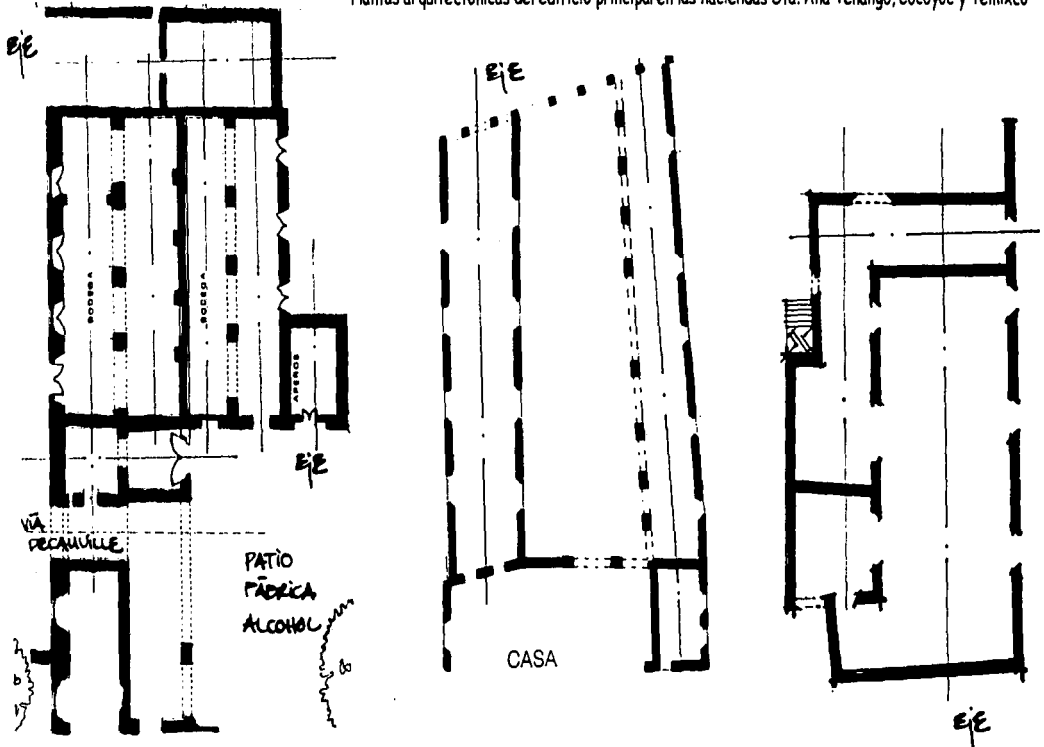 Plantas arquitectónicas del edificio principal en las haciendas Sta. Ana Tenango, Cocoyoc y Temixco
EjE
EjE
BODEGA
BODEGA
APEROS
EjE
VÍA
DECAUVILLE
PATIO
FÁBRICA
ALCOHOL
CASA
EjE